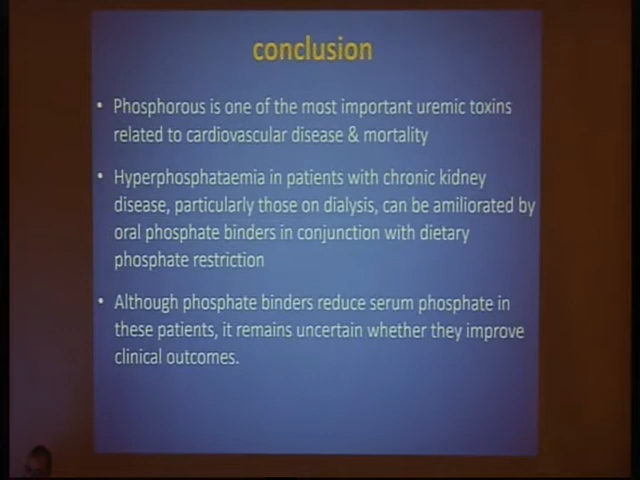 conclusion
• Phosphorous is one of the most important uremic toxins
related to cardiovascular disease & mortality
• Hyperphosphataemia in patients with chronic kidney
disease, particularly those on dialysis, can be amiliorated by
oral phosphate binders in conjunction with dietary
phosphate restriction
• Although phosphate binders reduce serum phosphate in
these patients, it remains uncertain whether they improve
clinical outcomes.